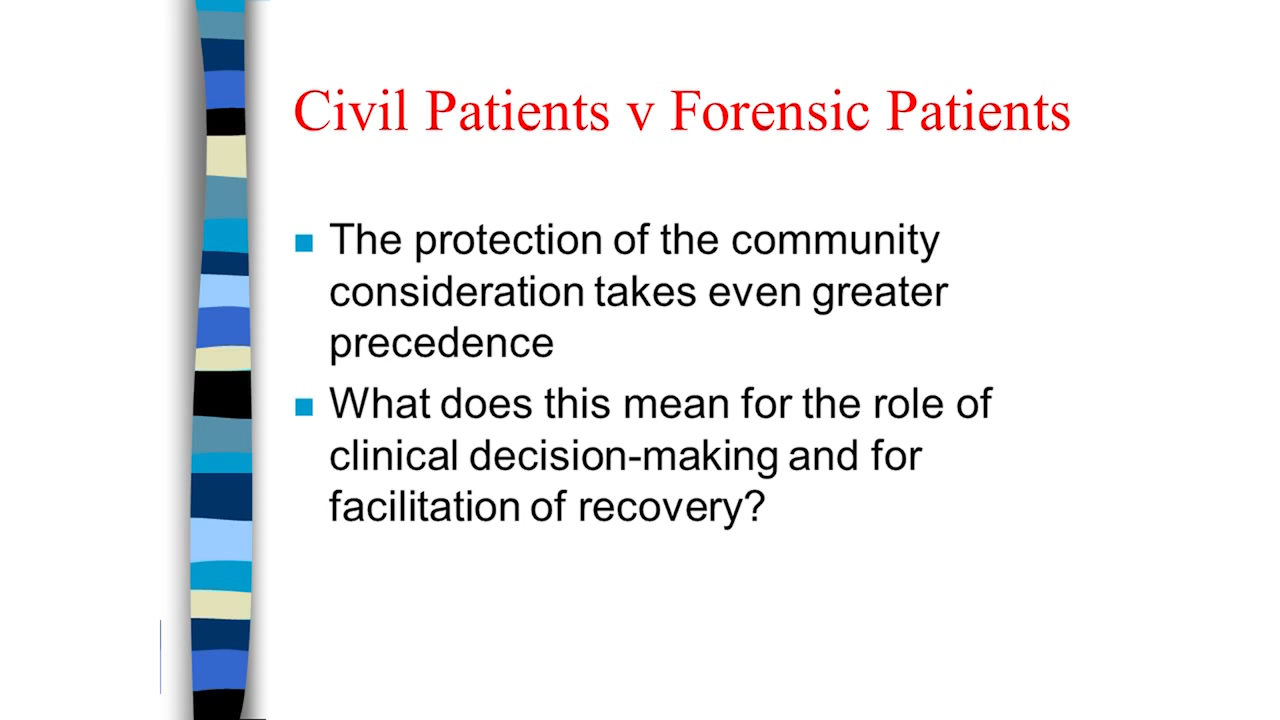 Civil Patients v Forensic Patients
The protection of the community
consideration takes even greater
precedence
What does this mean for the role of
clinical decision-making and for
facilitation of recovery?